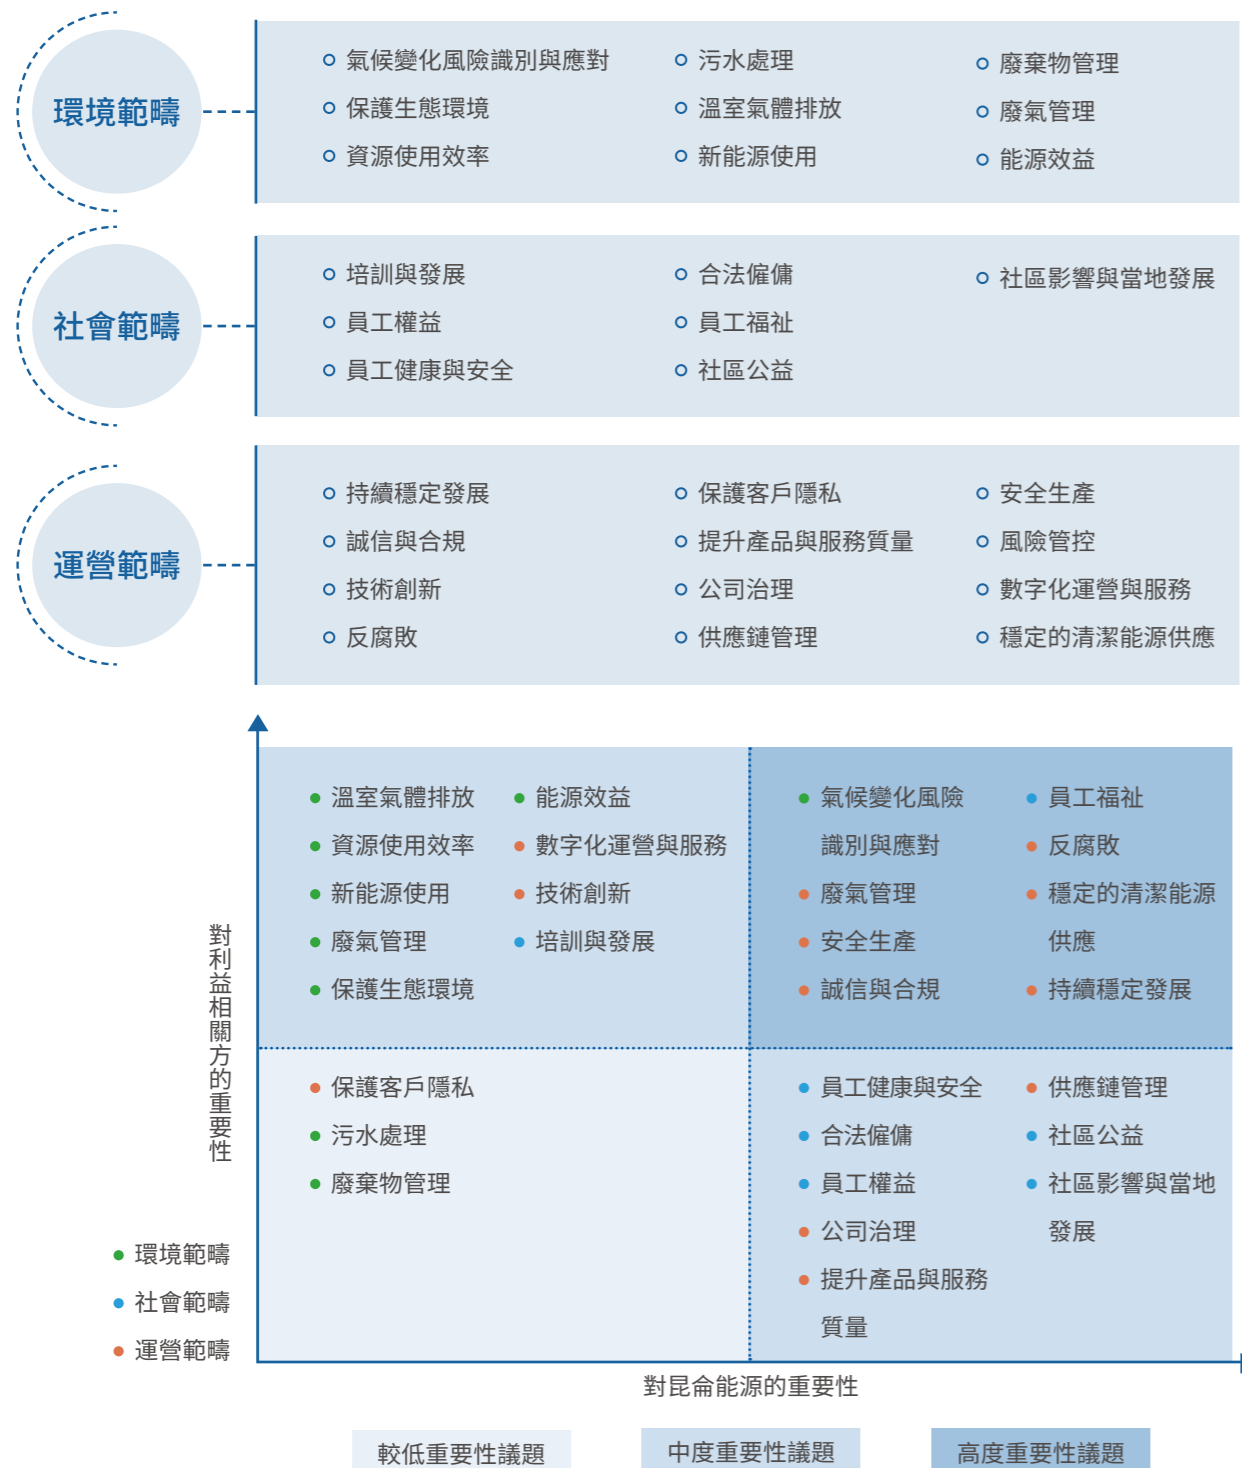 環境範疇
氣候變化風險識別與應對
保護生態環境
資源使用效率
污水處理
溫室氣體排放
新能源使用
廢棄物管理
廢氣管理
能源效益
社會範疇
培訓與發展
員工權益
員工健康與安全
合法僱傭
員工福祉
社區公益
社區影響與當地發展
運營範疇
持續穩定發展
誠信與合規
技術創新
反腐敗
保護客戶隱私
提升產品與服務質量
公司治理
供應鏈管理
安全生產
風險管控
數字化運營與服務
穩定的清潔能源供應
對利益相關方的重要性
溫室氣體排放
資源使用效率
新能源使用
廢氣管理
保護生態環境
能源效益
數字化運營與服務
技術創新
培訓與發展
氣候變化風險
識別與應對
廢氣管理
安全生產
誠信與合規
員工福祉
反腐敗
穩定的清潔能源
供應
持續穩定發展
保護客戶隱私
污水處理
廢棄物管理
員工健康與安全
合法僱傭
員工權益
公司治理
提升產品與服務
質量
供應鏈管理
社區公益
社區影響與當地
發展
環境範疇
社會範疇
運營範疇
對昆侖能源的重要性
較低重要性議題
中度重要性議題
高度重要性議題